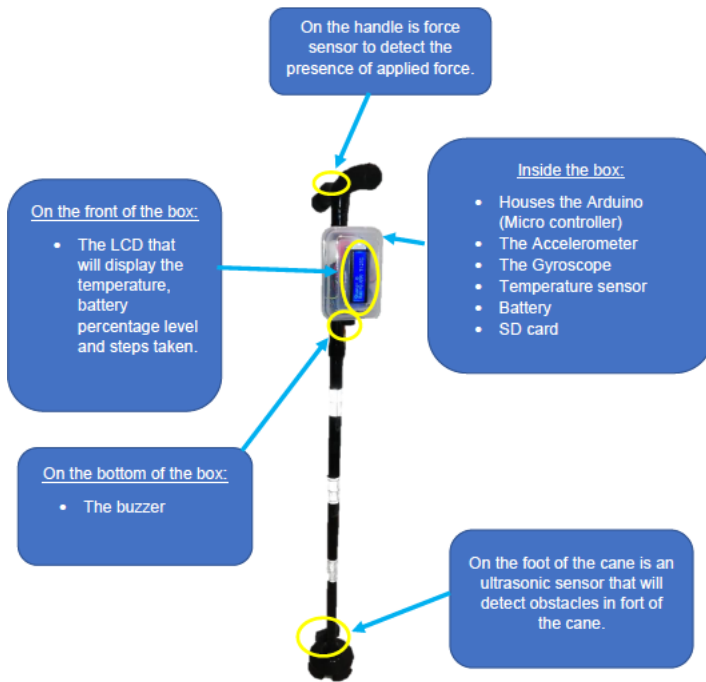 On the handle is force
sensor to detect the
presence of applied force.
Inside the box:
• Houses the Arduino
(Micro controller)
• The Accelerometer
• The Gyroscope
• Temperature sensor
• Battery
• SD card
On the front of the box:
• The LCD that
will display the
temperature,
battery
percentage level
and steps taken.
On the bottom of the box:
• The buzzer
On the foot of the cane is an
ultrasonic sensor that will
detect obstacles in fort of
the cane.